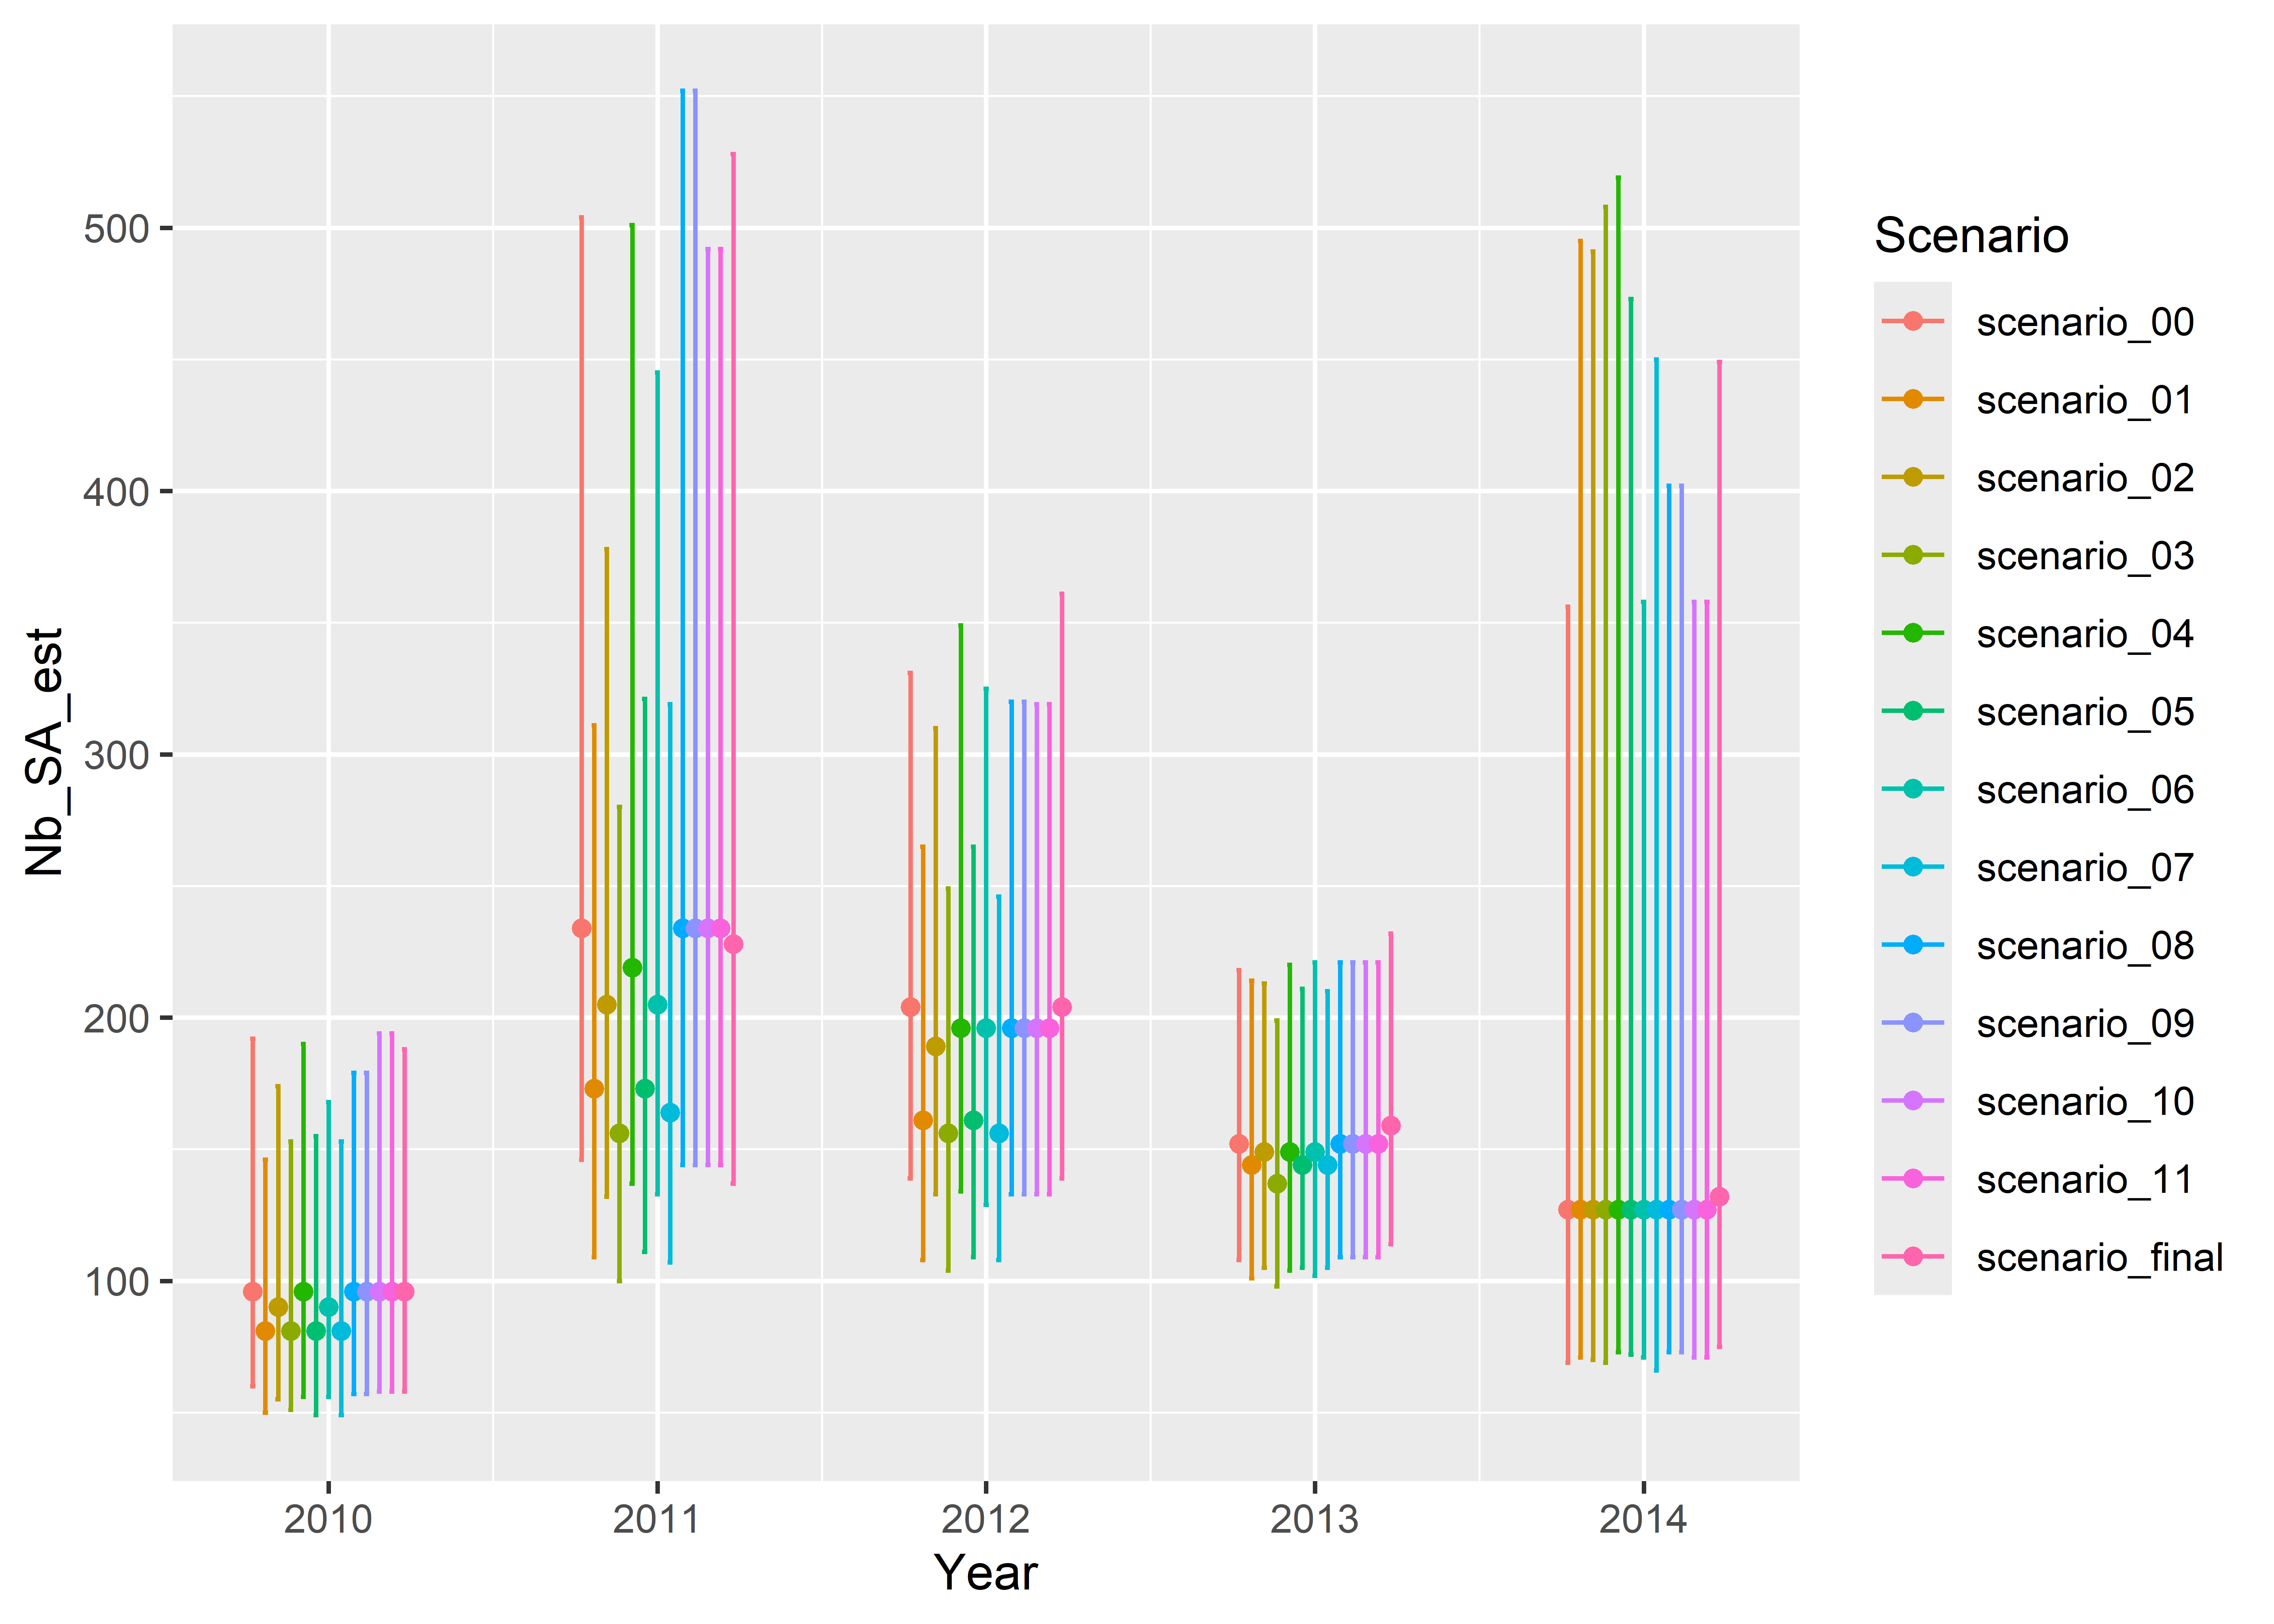 Nb_SA_est
500
400
300
200
100
2010 2011 2012 2013 2014
Year
Scenario
scenario_00
scenario_01
scenario_02
scenario_03
scenario_04
scenario_05
scenario_06
scenario_07
scenario_08
scenario_09
scenario_10
scenario_11
scenario_final